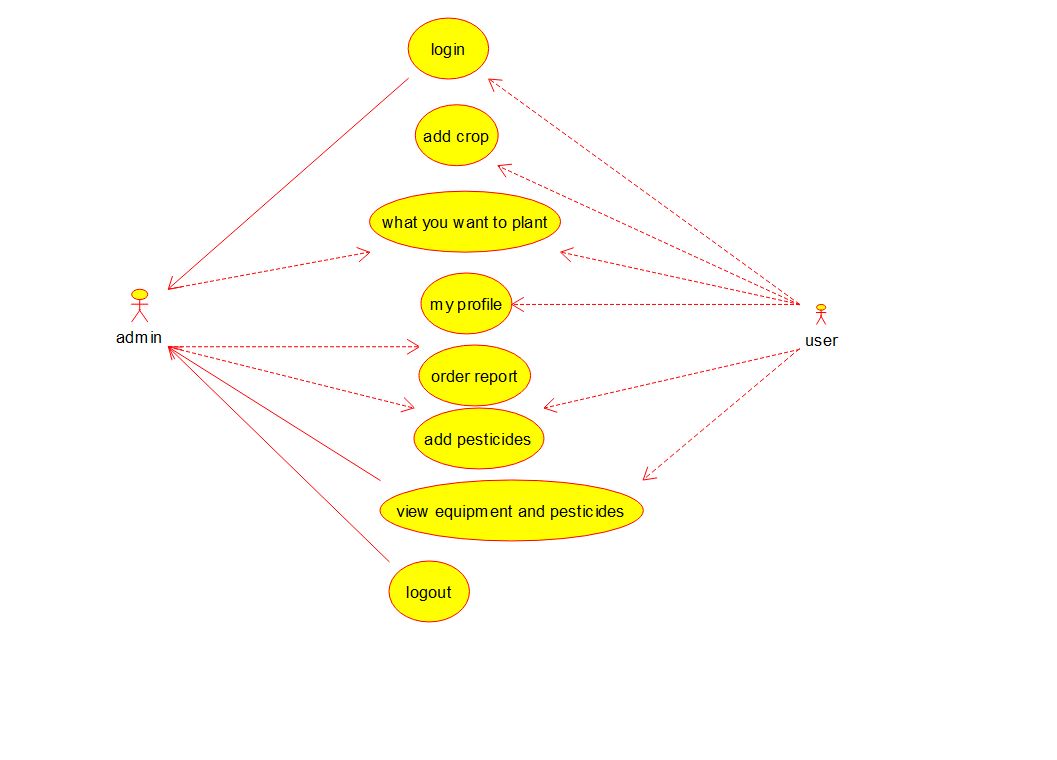 login
add crop
what you want to plant
my profile
admin
user
order report
add pesticides
view equipment and pesticides
logout